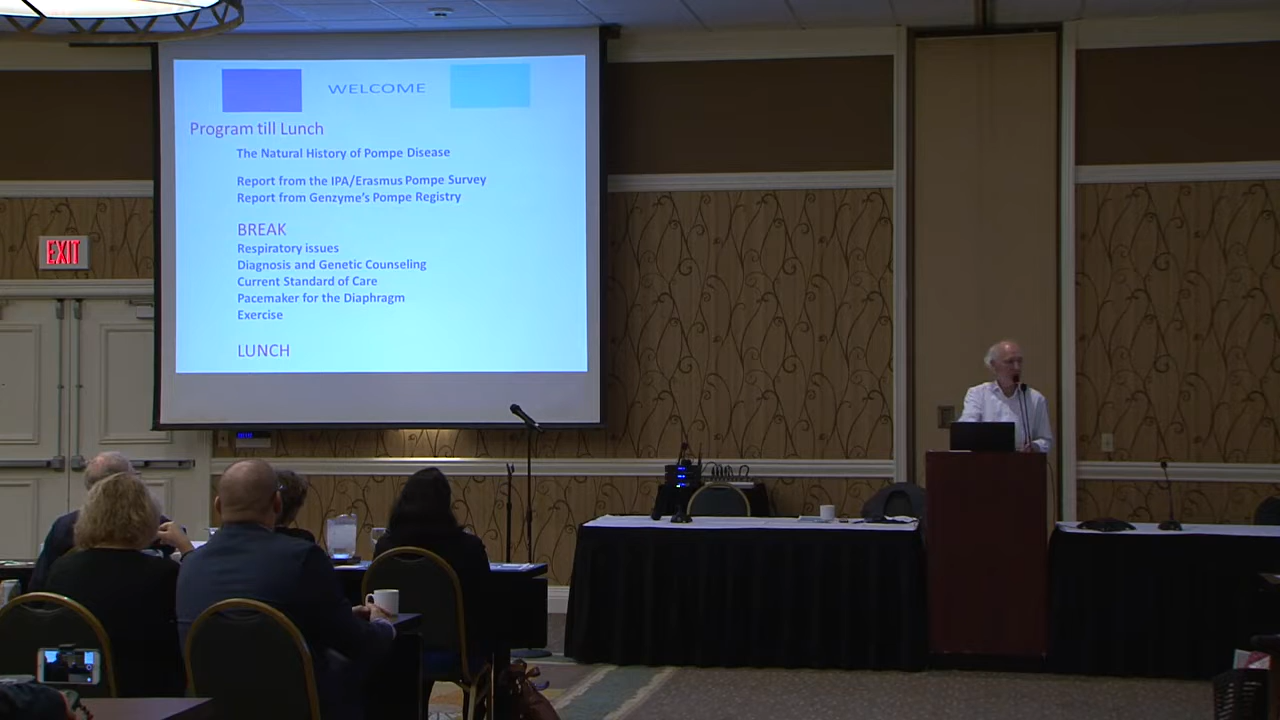 WELCOME
Program till Lunch
The Natural History of Pompe Disease
Report from the IPA/Erasmus Pompe Survey
Report from Genzyme's Pompe Registry
BREAK
Respiratory issues
Diagnosis and Genetic Counseling
Current Standard of Care
Pacemaker for the Diaphragm
Exercise
LUNCH
EXIT